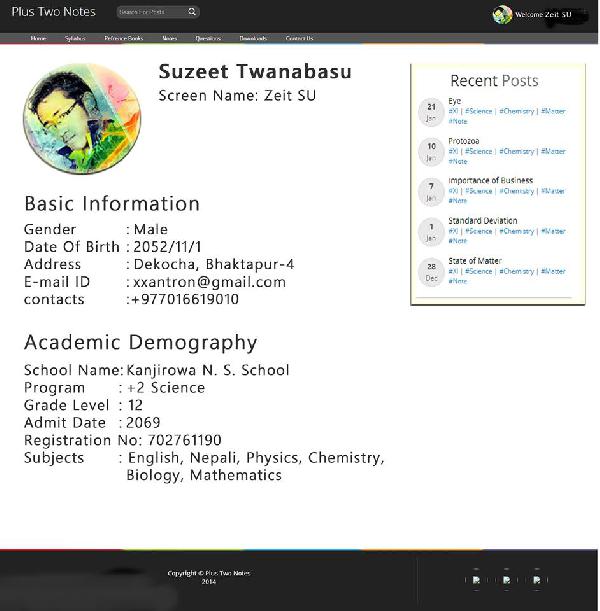 Plus Two Notes
Search For Posts
Welcome Zeit SU
Home Syllabus Refrence Books Notes Questions Downloads Contact Us
Suzeet Twanabasu
Screen Name: Zeit SU
Basic Information
Gender : Male
Date Of Birth : 2052/11/1
Address : Dekocha, Bhaktapur-4
E-mail ID : xxantron@gmail.com
contacts :+977016619010
Academic Demography
School Name: Kanjirowa N. S. School
Program : +2 Science
Grade Level : 12
Admit Date : 2069
Registration No: 702761190
Subjects : English, Nepali, Physics, Chemistry,
Biology, Mathematics
Recent Posts
21 Jan
Eye
#XI | #Science | #Chemistry | #Matter
#Note
10 Jan
Protozoa
#XI | #Science | #Chemistry | #Matter
#Note
7 Jan
Importance of Business
#XI | #Science | #Chemistry | #Matter
#Note
1 Jan
Standard Deviation
#XI | #Science | #Chemistry | #Matter
#Note
28 Dec
State of Matter
#XI | #Science | #Chemistry | #Matter
#Note
Copyright © Plus Two Notes
2014